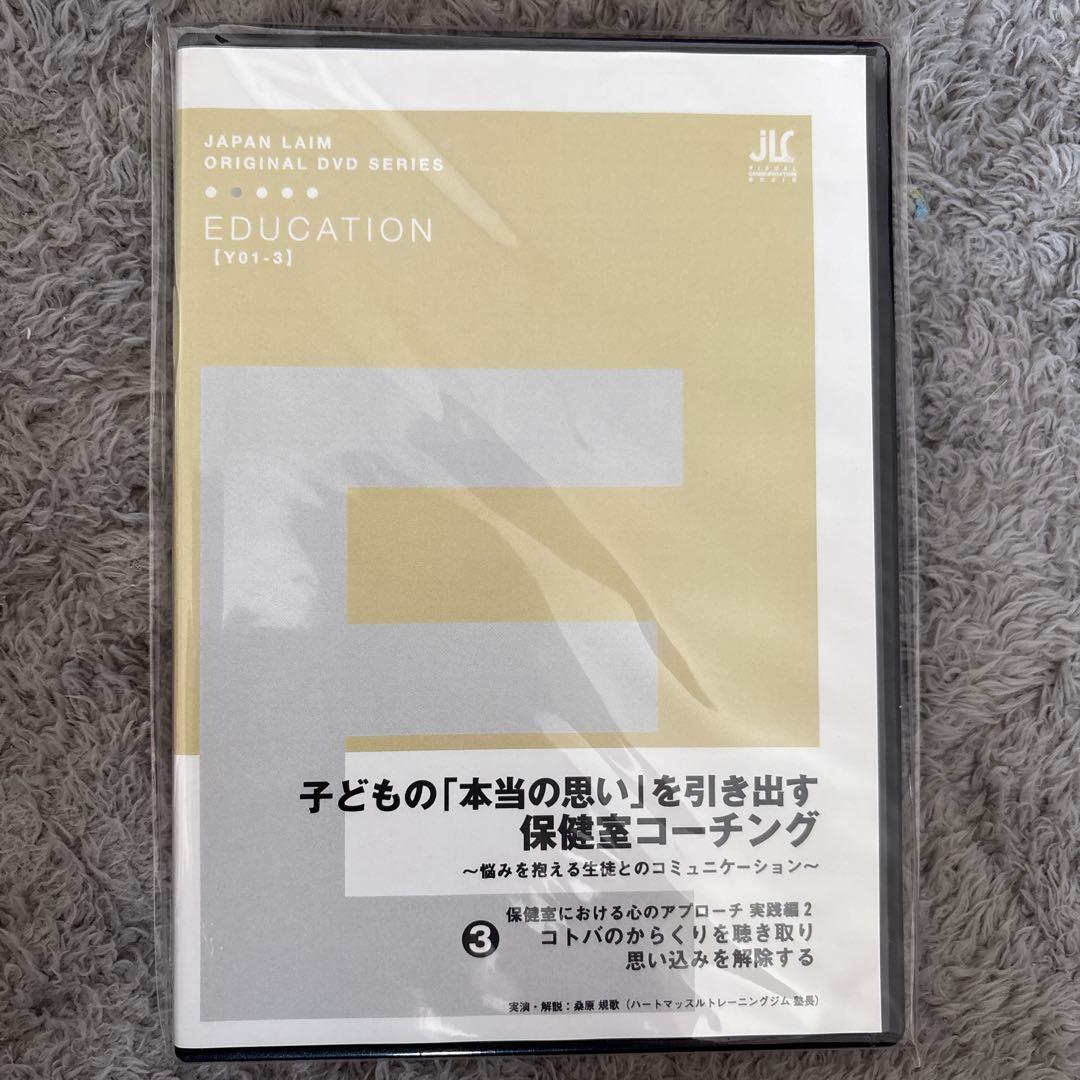 JAPAN LAIM
ORIGINAL DVD SERIES
JLC
EDUCATION
【Y01-3】
子どもの「本当の思い」を引き出す
保健室コーチング
～悩みを抱える生徒とのコミュニケーション～
保健室における心のアプローチ 実践編 2
❸ コトバのからくりを聴き取り
思い込みを解除する
実演・解説：桑原 規歌（ハートマッスルトレーニングジム 塾長）